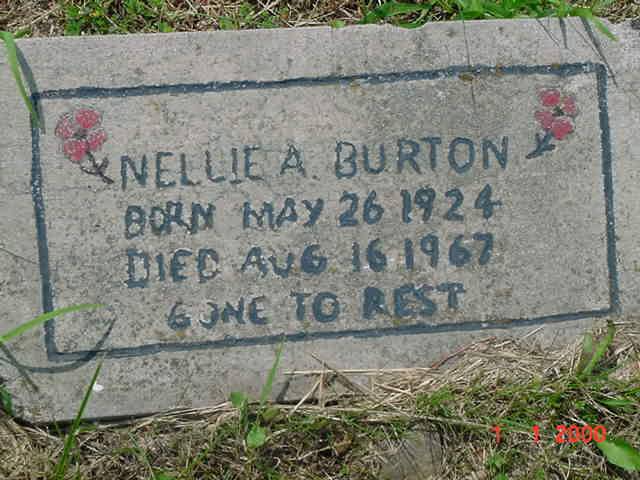 NELLIE A. BURTON
BORN MAY 26 1924
DIED AUG 16 1967
GONE TO REST
1 1 2000